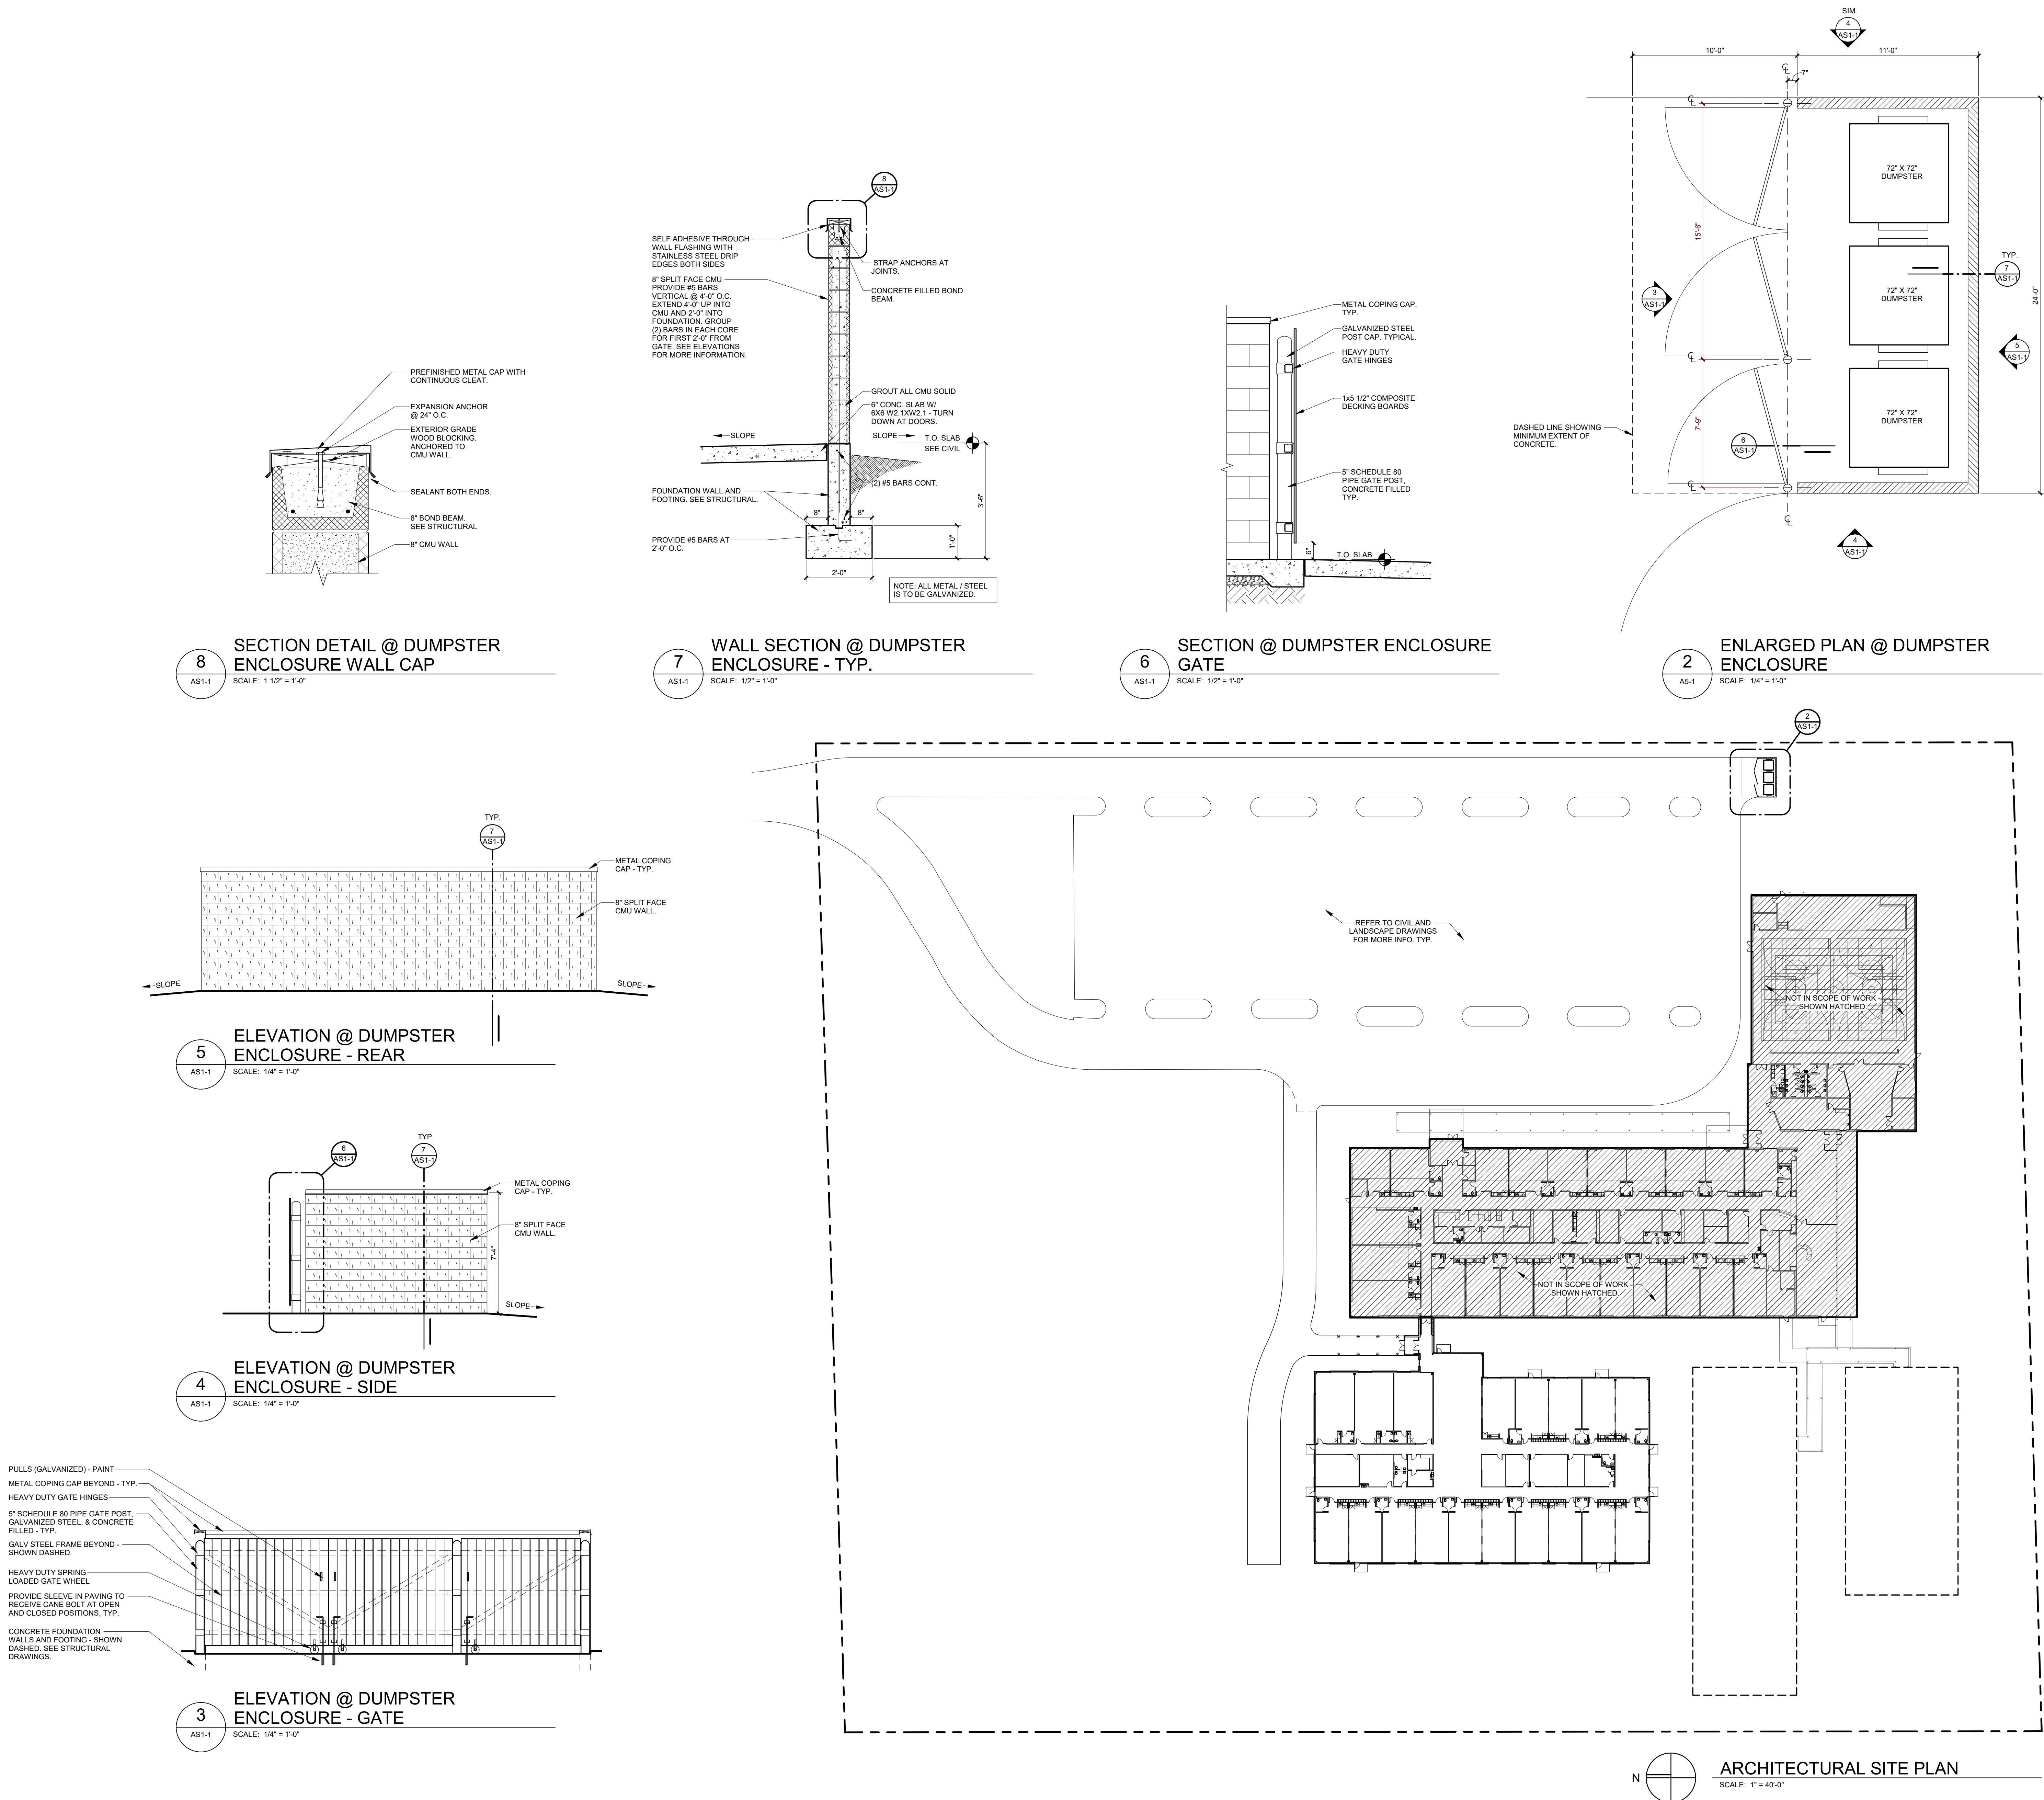 SIM.
4
AS1-1
10'-0"
11'-0"
CL
7"
CL
15'-6"
72" X 72"
DUMPSTER
72" X 72"
DUMPSTER
72" X 72"
DUMPSTER
TYP.
7
AS1-1
24'-0"
3
AS1-1
5
AS1-1
CL
7'-9"
DASHED LINE SHOWING
MINIMUM EXTENT OF
CONCRETE.
6
AS1-1
CL
CL
4
AS1-1
8
AS1-1
SELF ADHESIVE THROUGH
WALL FLASHING WITH
STAINLESS STEEL DRIP
EDGES BOTH SIDES
8" SPLIT FACE CMU
PROVIDE #5 BARS
VERTICAL @ 4'-0" O.C.
EXTEND 4'-0" UP INTO
CMU AND 2'-0" INTO
FOUNDATION. GROUP
(2) BARS IN EACH CORE
FOR FIRST 2'-0" FROM
GATE. SEE ELEVATIONS
FOR MORE INFORMATION.
STRAP ANCHORS AT
JOINTS.
CONCRETE FILLED BOND
BEAM.
GROUT ALL CMU SOLID
6" CONC. SLAB W/
6X6 W2.1XW2.1 - TURN
DOWN AT DOORS.
SLOPE
SLOPE
T.O. SLAB
SEE CIVIL
(2) #5 BARS CONT.
FOUNDATION WALL AND
FOOTING. SEE STRUCTURAL.
8"
8"
3'-6"
1'-0"
PROVIDE #5 BARS AT
2'-0" O.C.
2'-0"
NOTE: ALL METAL / STEEL
IS TO BE GALVANIZED.
METAL COPING CAP.
TYP.
GALVANIZED STEEL
POST CAP. TYPICAL.
HEAVY DUTY
GATE HINGES
1x5 1/2" COMPOSITE
DECKING BOARDS
5" SCHEDULE 80
PIPE GATE POST,
CONCRETE FILLED
TYP.
6"
T.O. SLAB
PREFINISHED METAL CAP WITH
CONTINUOUS CLEAT.
EXPANSION ANCHOR
@ 24" O.C.
EXTERIOR GRADE
WOOD BLOCKING.
ANCHORED TO
CMU WALL.
SEALANT BOTH ENDS.
8" BOND BEAM.
SEE STRUCTURAL
8" CMU WALL
8
AS1-1
SECTION DETAIL @ DUMPSTER
ENCLOSURE WALL CAP
SCALE: 1 1/2" = 1'-0"
7
AS1-1
WALL SECTION @ DUMPSTER
ENCLOSURE - TYP.
SCALE: 1/2" = 1'-0"
6
AS1-1
SECTION @ DUMPSTER ENCLOSURE
GATE
SCALE: 1/2" = 1'-0"
2
A5-1
ENLARGED PLAN @ DUMPSTER
ENCLOSURE
SCALE: 1/4" = 1'-0"
2
AS1-1
TYP.
7
AS1-1
METAL COPING
CAP - TYP.
8" SPLIT FACE
CMU WALL.
SLOPE
SLOPE
5
AS1-1
ELEVATION @ DUMPSTER
ENCLOSURE - REAR
SCALE: 1/4" = 1'-0"
6
AS1-1
TYP.
7
AS1-1
METAL COPING
CAP - TYP.
8" SPLIT FACE
CMU WALL.
7'-4"
SLOPE
4
AS1-1
ELEVATION @ DUMPSTER
ENCLOSURE - SIDE
SCALE: 1/4" = 1'-0"
PULLS (GALVANIZED) - PAINT
METAL COPING CAP BEYOND - TYP.
HEAVY DUTY GATE HINGES
5" SCHEDULE 80 PIPE GATE POST,
GALVANIZED STEEL, & CONCRETE
FILLED - TYP.
GALV STEEL FRAME BEYOND -
SHOWN DASHED.
HEAVY DUTY SPRING
LOADED GATE WHEEL
PROVIDE SLEEVE IN PAVING TO
RECEIVE CANE BOLT AT OPEN
AND CLOSED POSITIONS, TYP.
CONCRETE FOUNDATION
WALLS AND FOOTING - SHOWN
DASHED. SEE STRUCTURAL
DRAWINGS.
3
AS1-1
ELEVATION @ DUMPSTER
ENCLOSURE - GATE
SCALE: 1/4" = 1'-0"
REFER TO CIVIL AND
LANDSCAPE DRAWINGS
FOR MORE INFO. TYP.
NOT IN SCOPE OF WORK -
SHOWN HATCHED.
NOT IN SCOPE OF WORK -
SHOWN HATCHED.
N
ARCHITECTURAL SITE PLAN
SCALE: 1" = 40'-0"